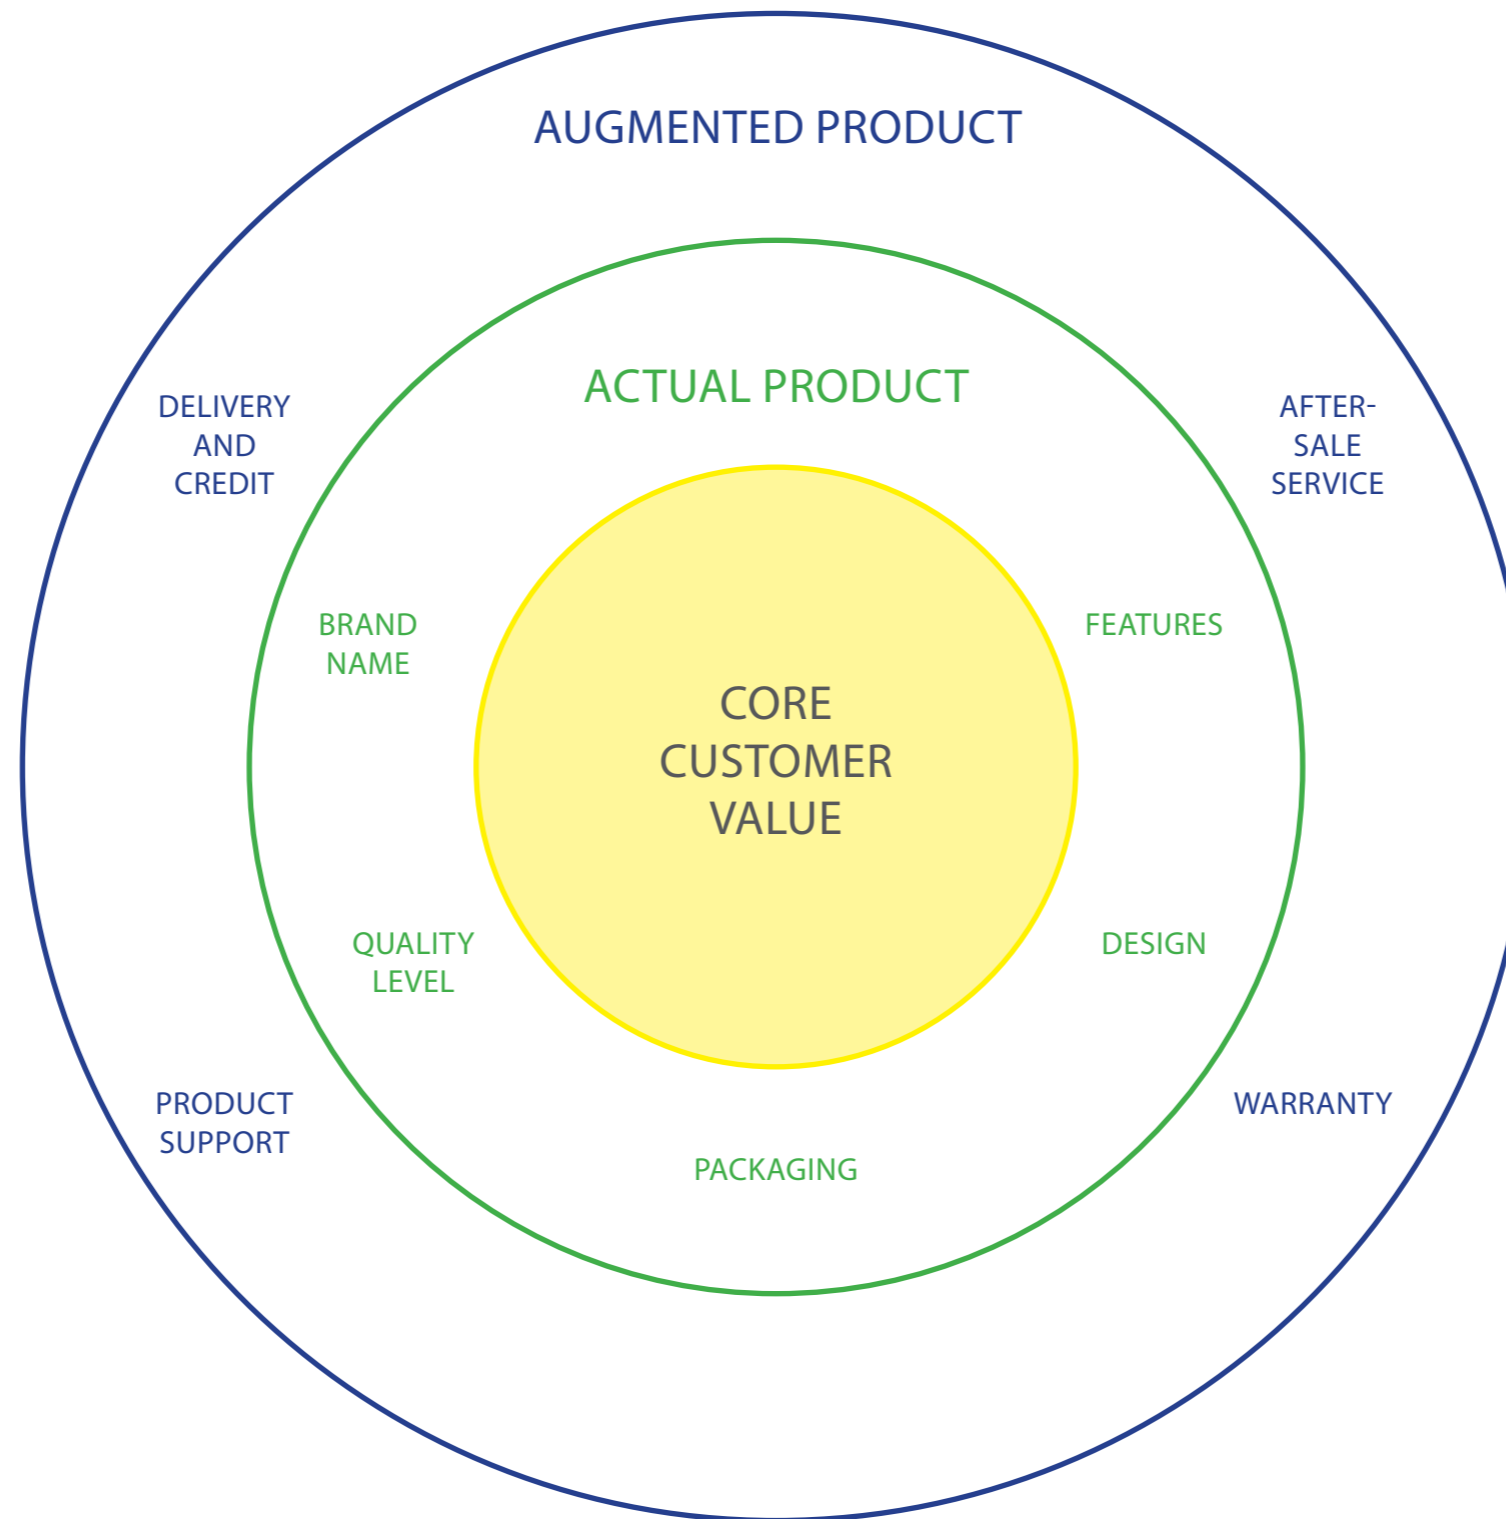 AUGMENTED PRODUCT
ACTUAL PRODUCT
DELIVERY
AND
CREDIT
AFTER-
SALE
SERVICE
BRAND
NAME
FEATURES
CORE
CUSTOMER
VALUE
QUALITY
LEVEL
DESIGN
PRODUCT
SUPPORT
WARRANTY
PACKAGING